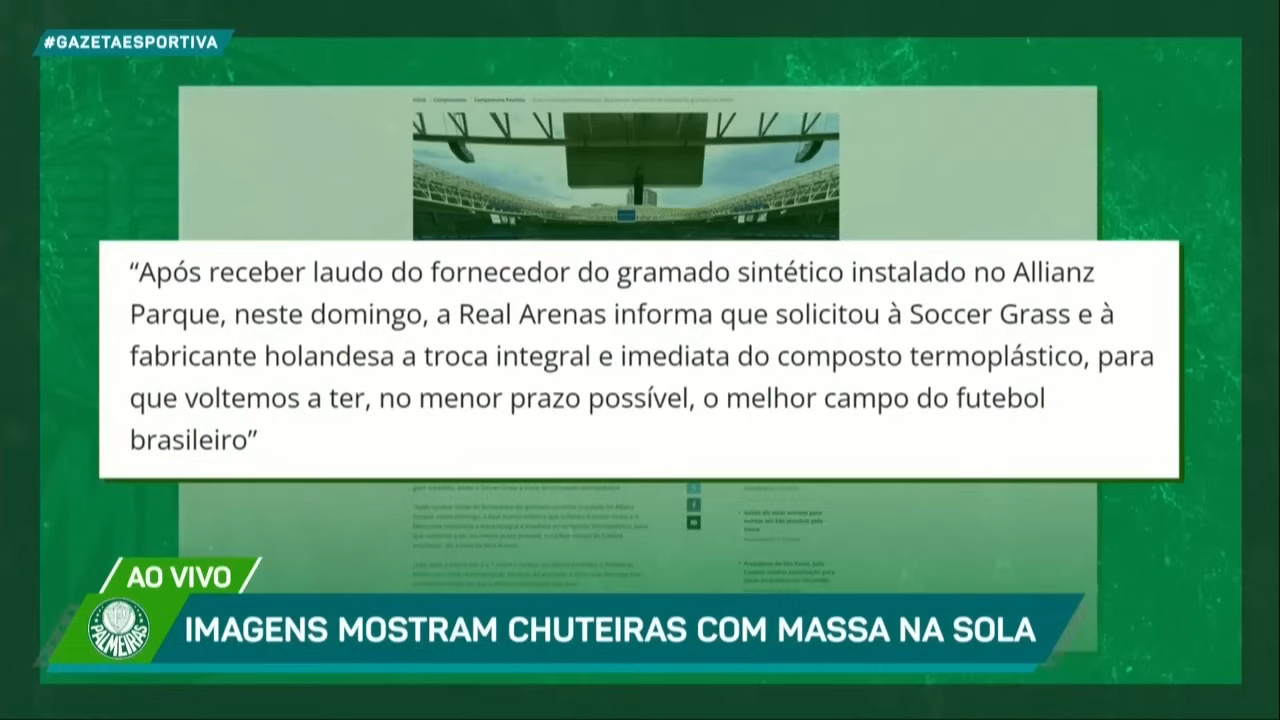 #GAZETAESPORTIVA
“Após receber laudo do fornecedor do gramado sintético instalado no Allianz
Parque, neste domingo, a Real Arenas informa que solicitou à Soccer Grass e à
fabricante holandesa a troca integral e imediata do composto termoplástico, para
que voltemos a ter, no menor prazo possível, o melhor campo do futebol
brasileiro”
AO VIVO
PALMEIRAS
IMAGENS MOSTRAM CHUTEIRAS COM MASSA NA SOLA